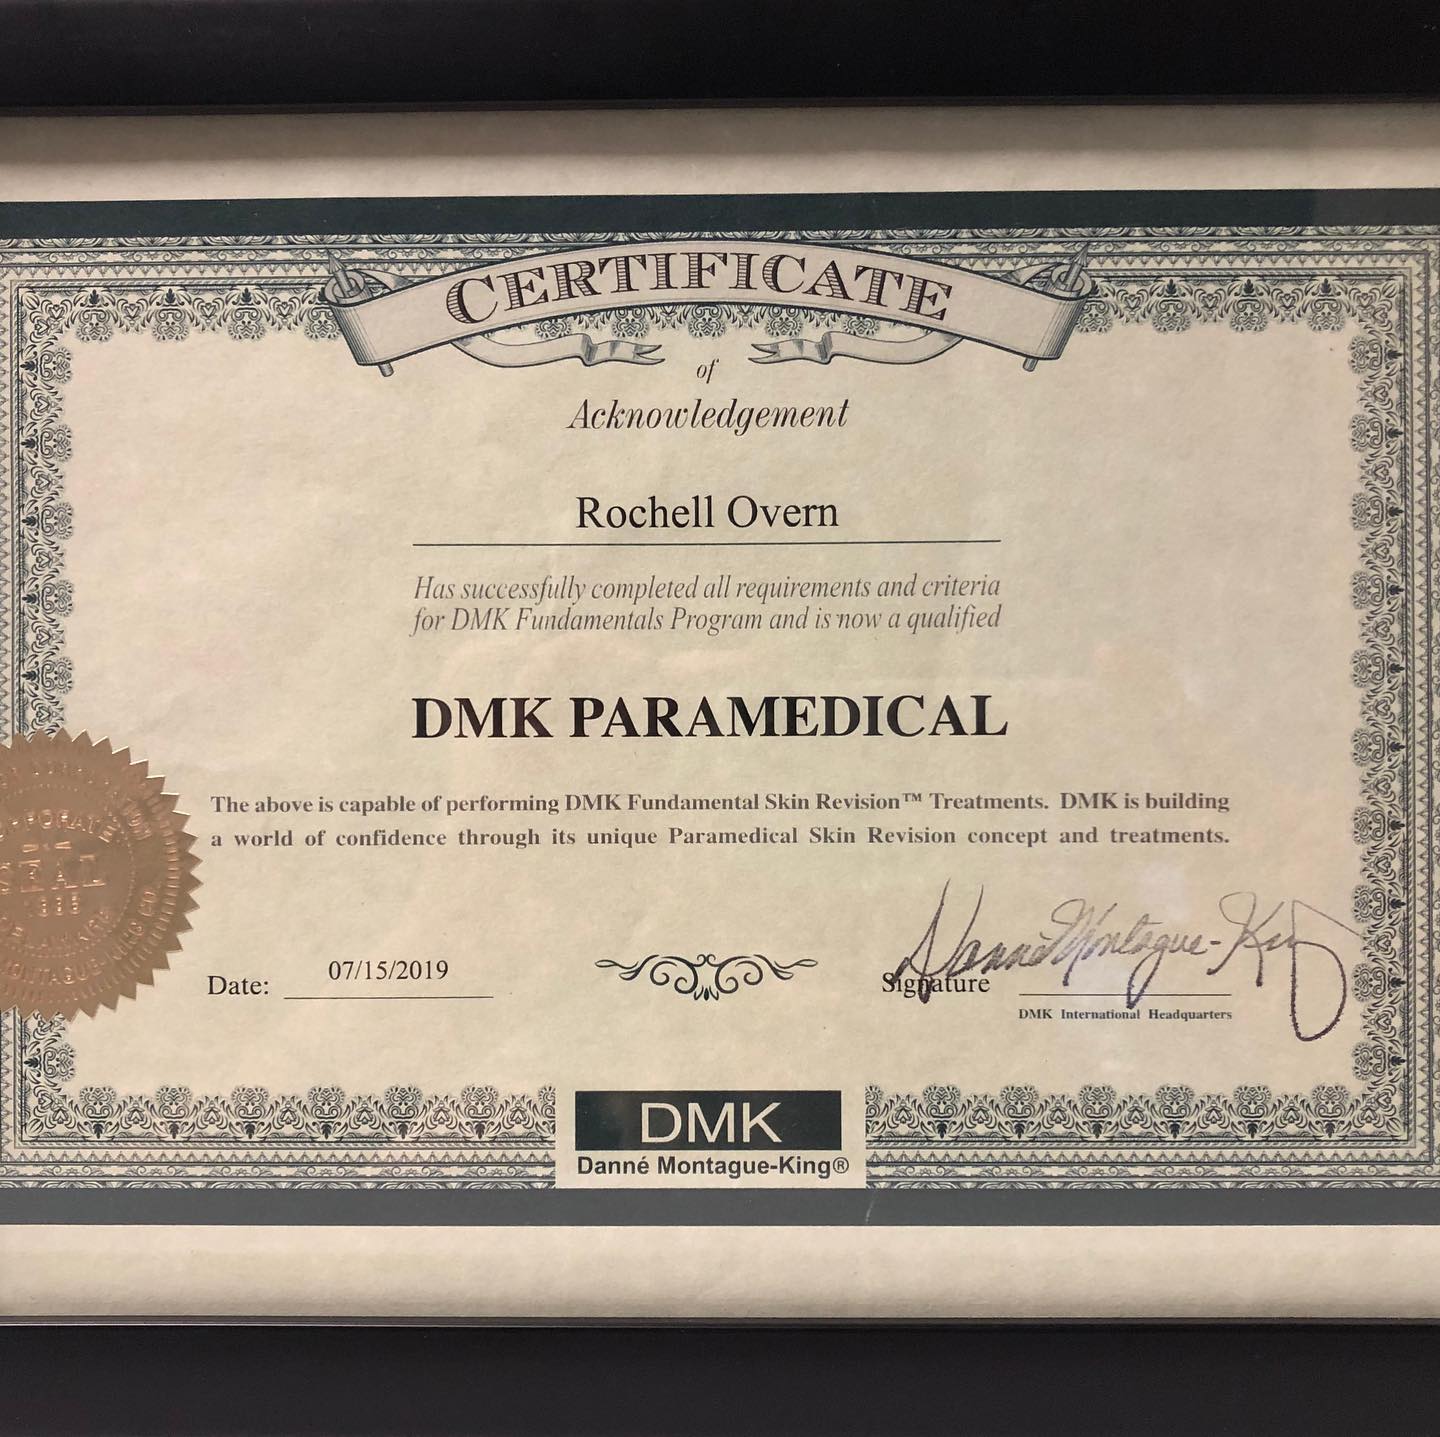 CERTIFICATE
of
Acknowledgement
Rochell Overn
Has successfully completed all requirements and criteria
for DMK Fundamentals Program and is now a qualified
DMK PARAMEDICAL
The above is capable of performing DMK Fundamental Skin Revision™ Treatments. DMK is building
a world of confidence through its unique Paramedical Skin Revision concept and treatments.
SEAL
Date: 07/15/2019
Danné Montague-King
Signature
DMK International Headquarters
DMK
Danné Montague-King®